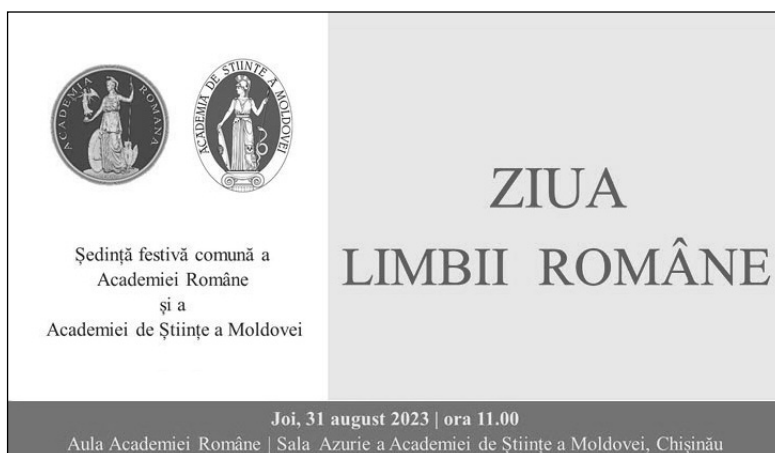 ACADEMIA ROMANA
ACADEMIA DE STIINTE A MOLDOVEI
Ședință festivă comună a
Academiei Române
și a
Academiei de Științe a Moldovei
ZIUA
LIMBII ROMÂNE
Joi, 31 august 2023 | ora 11.00
Aula Academiei Române | Sala Azurie a Academiei de Științe a Moldovei, Chișinău